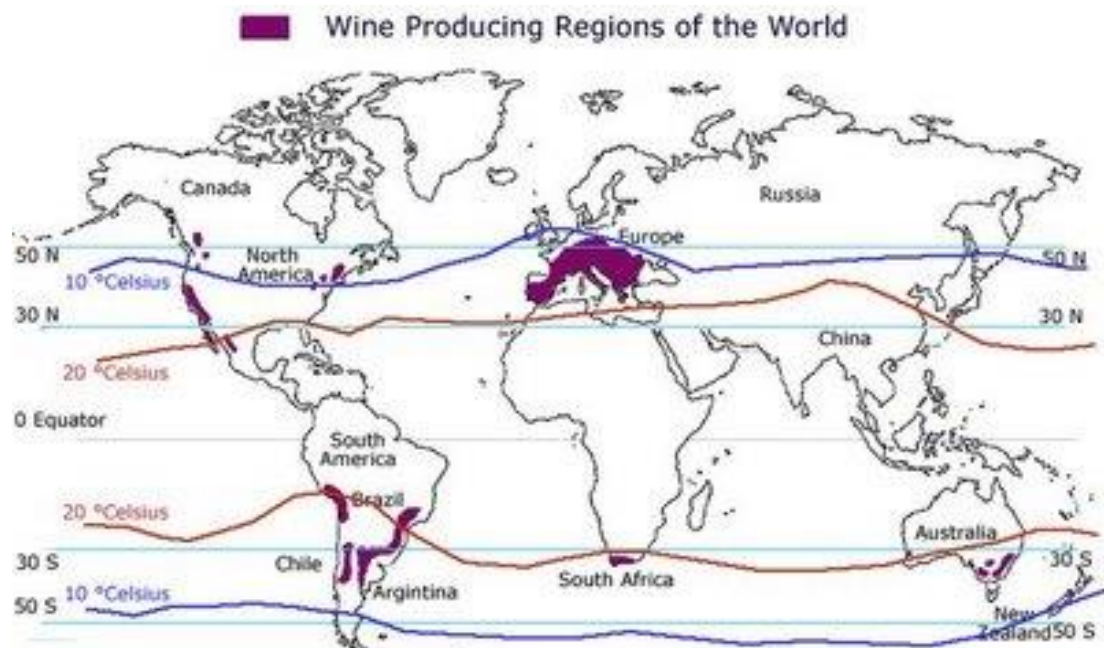 Wine Producing Regions of the World
Canada
Russia
Europe
50 N
North
America
50 N
10 °Celsius
30 N
30 N
China
20 °Celsius
0 Equator
South
America
Brazil
20 °Celsius
Australia
Chile
30 S
30 S
South Africa
10 °Celsius
Argintina
50 S
New
Zealand
50 S